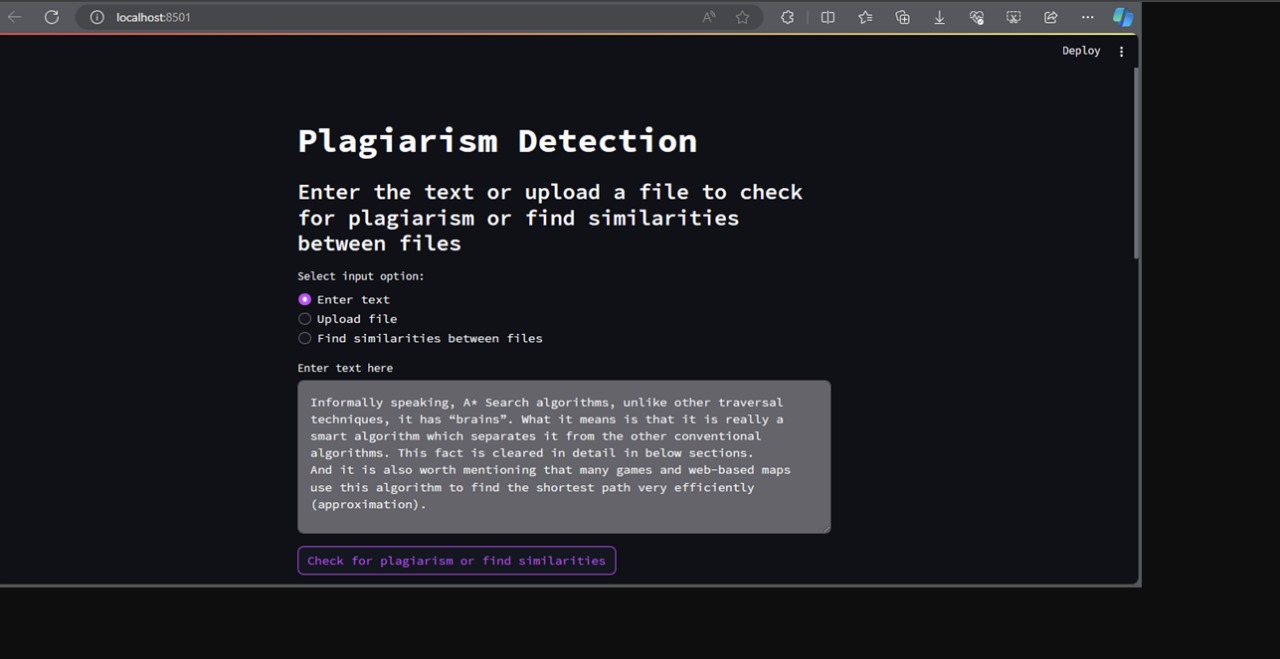 localhost:8501
Deploy
Plagiarism Detection
Enter the text or upload a file to check
for plagiarism or find similarities
between files
Select input option:
Enter text
Upload file
Find similarities between files
Enter text here
Informally speaking, A* Search algorithms, unlike other traversal
techniques, it has “brains”. What it means is that it is really a
smart algorithm which separates it from the other conventional
algorithms. This fact is cleared in detail in below sections.
And it is also worth mentioning that many games and web-based maps
use this algorithm to find the shortest path very efficiently
(approximation).
Check for plagiarism or find similarities